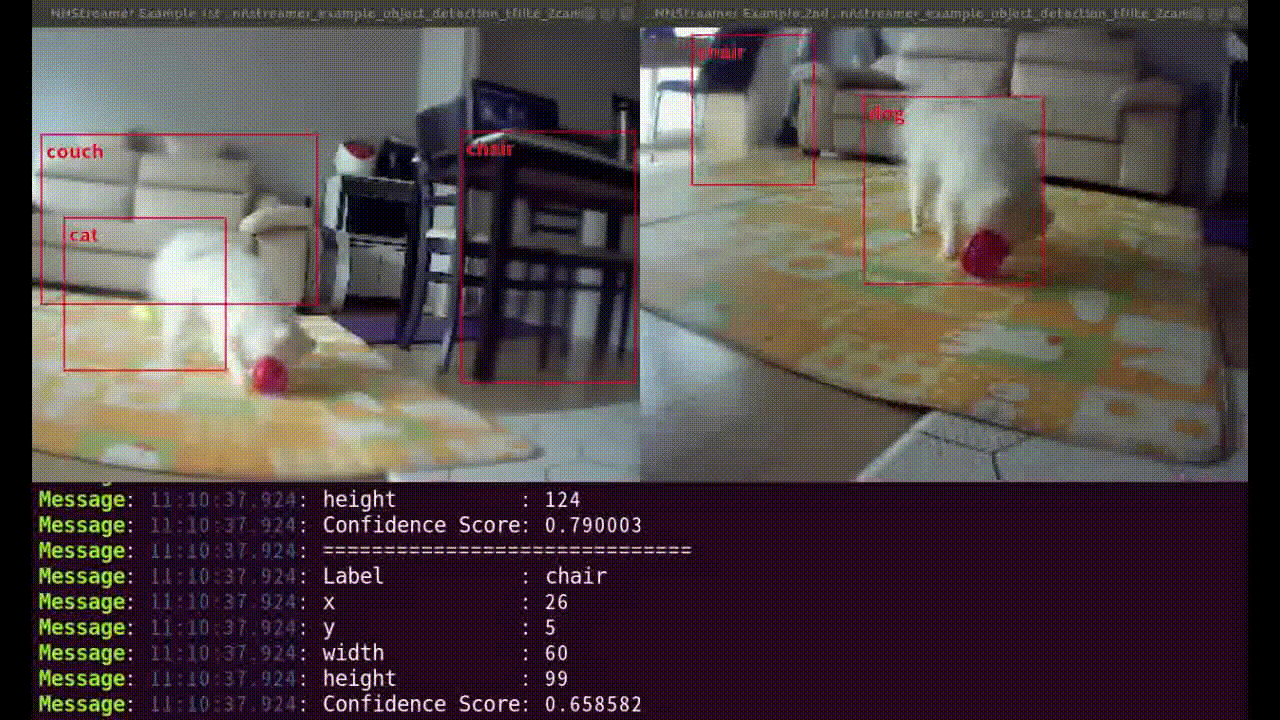 NNStreamer Example 1st . nnstreamer_example_object_detection_tflite_2cam
NNStreamer Example 2nd . nnstreamer_example_object_detection_tflite_2cam
chair
dog
couch
chair
cat
Message: 11:10:37.924: height : 124
Message: 11:10:37.924: Confidence Score: 0.790003
Message: 11:10:37.924: ==============================
Message: 11:10:37.924: Label : chair
Message: 11:10:37.924: x : 26
Message: 11:10:37.924: y : 5
Message: 11:10:37.924: width : 60
Message: 11:10:37.924: height : 99
Message: 11:10:37.924: Confidence Score: 0.658582